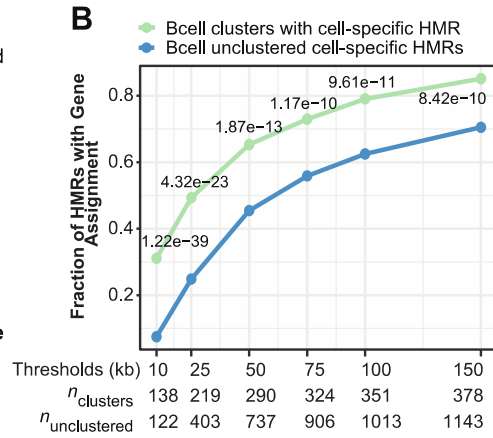 B
Bcell clusters with cell-specific HMR
Bcell unclustered cell-specific HMRs
Fraction of HMRs with Gene
Assignment
0.8
0.6
0.4
0.2
9.61e−11
8.42e−10
1.17e−10
1.87e−13
4.32e−23
1.22e−39
Thresholds (kb) 10 25 50 75 100 150
nclusters 138 219 290 324 351 378
nunclustered 122 403 737 906 1013 1143
d
e